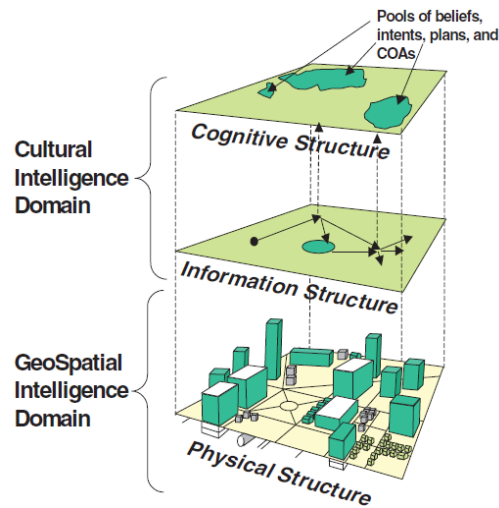 Pools of beliefs,
intents, plans, and
COAs
Cognitive Structure
Cultural
Intelligence
Domain
Information Structure
GeoSpatial
Intelligence
Domain
Physical Structure